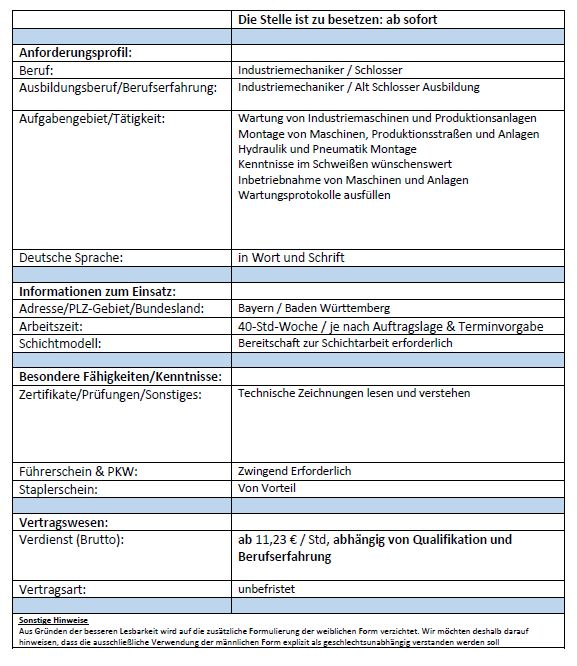 Die Stelle ist zu besetzen: ab sofort
Anforderungsprofil:
Beruf: Industriemechaniker / Schlosser
Ausbildungsberuf/Berufserfahrung: Industriemechaniker / Alt Schlosser Ausbildung
Aufgabengebiet/Tätigkeit: Wartung von Industriemaschinen und Produktionsanlagen
Montage von Maschinen, Produktionsstraßen und Anlagen
Hydraulik und Pneumatik Montage
Kenntnisse im Schweißen wünschenswert
Inbetriebnahme von Maschinen und Anlagen
Wartungsprotokolle ausfüllen
Deutsche Sprache: in Wort und Schrift
Informationen zum Einsatz:
Adresse/PLZ-Gebiet/Bundesland: Bayern / Baden Württemberg
Arbeitszeit: 40-Std-Woche / je nach Auftragslage & Terminvorgabe
Schichtmodell: Bereitschaft zur Schichtarbeit erforderlich
Besondere Fähigkeiten/Kenntnisse:
Zertifikate/Prüfungen/Sonstiges: Technische Zeichnungen lesen und verstehen
Führerschein & PKW: Zwingend Erforderlich
Staplerschein: Von Vorteil
Vertragswesen:
Verdienst (Brutto): ab 11,23 € / Std, abhängig von Qualifikation und
Berufserfahrung
Vertragsart: unbefristet
Sonstige Hinweise
Aus Gründen der besseren Lesbarkeit wird auf die zusätzliche Formulierung der weiblichen Form verzichtet. Wir möchten deshalb darauf
hinweisen, dass die ausschließliche Verwendung der männlichen Form explizit als geschlechtsunabhängig verstanden werden soll